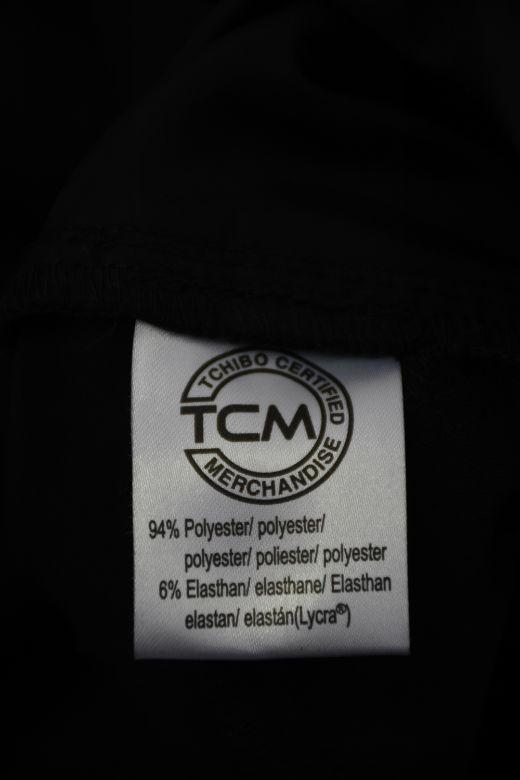 TCHIBO CERTIFIED
TCM
MERCHANDISE
94% Polyester/ polyester/
polyester/ poliester/ polyester
6% Elasthan/ elasthane/ Elasthan
elastan/ elastán(Lycra®)